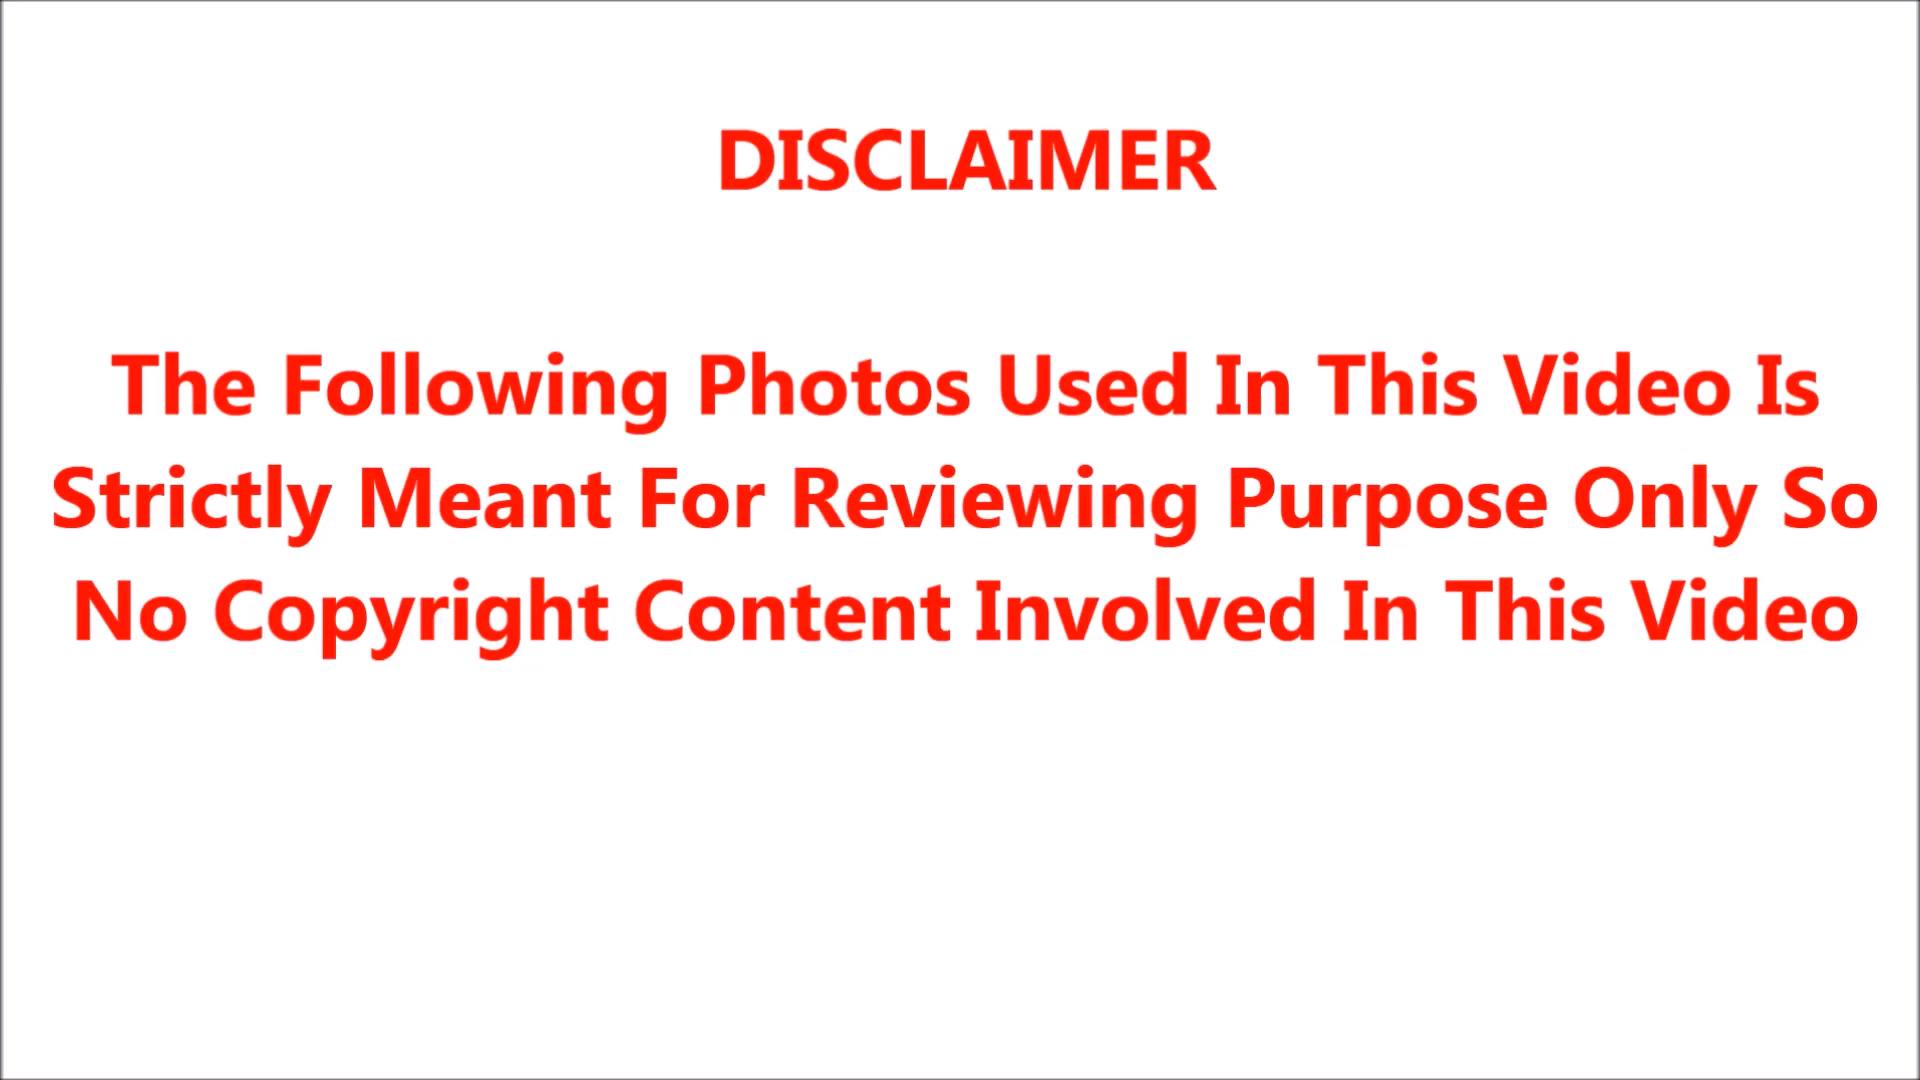 DISCLAIMER
The Following Photos Used In This Video Is
Strictly Meant For Reviewing Purpose Only So
No Copyright Content Involved In This Video